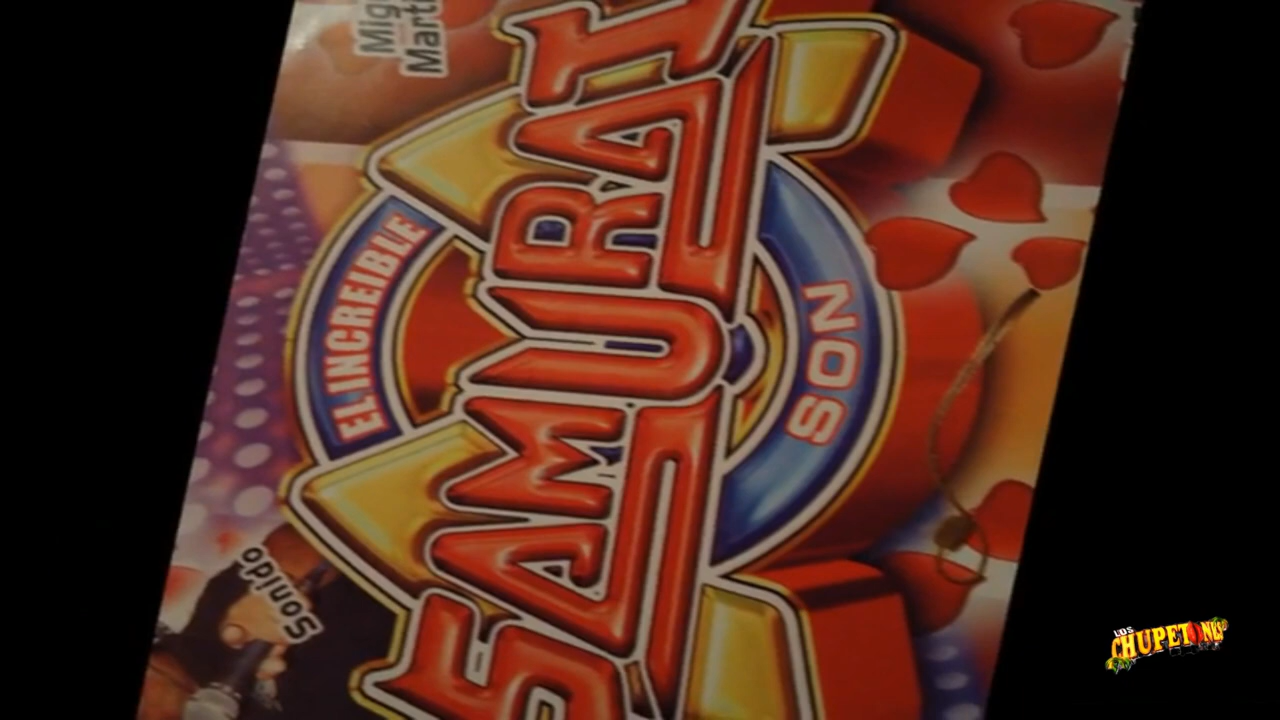 EL INCREIBLE
SAMURAI
SON
Sonido
LOS
CHUPETONES